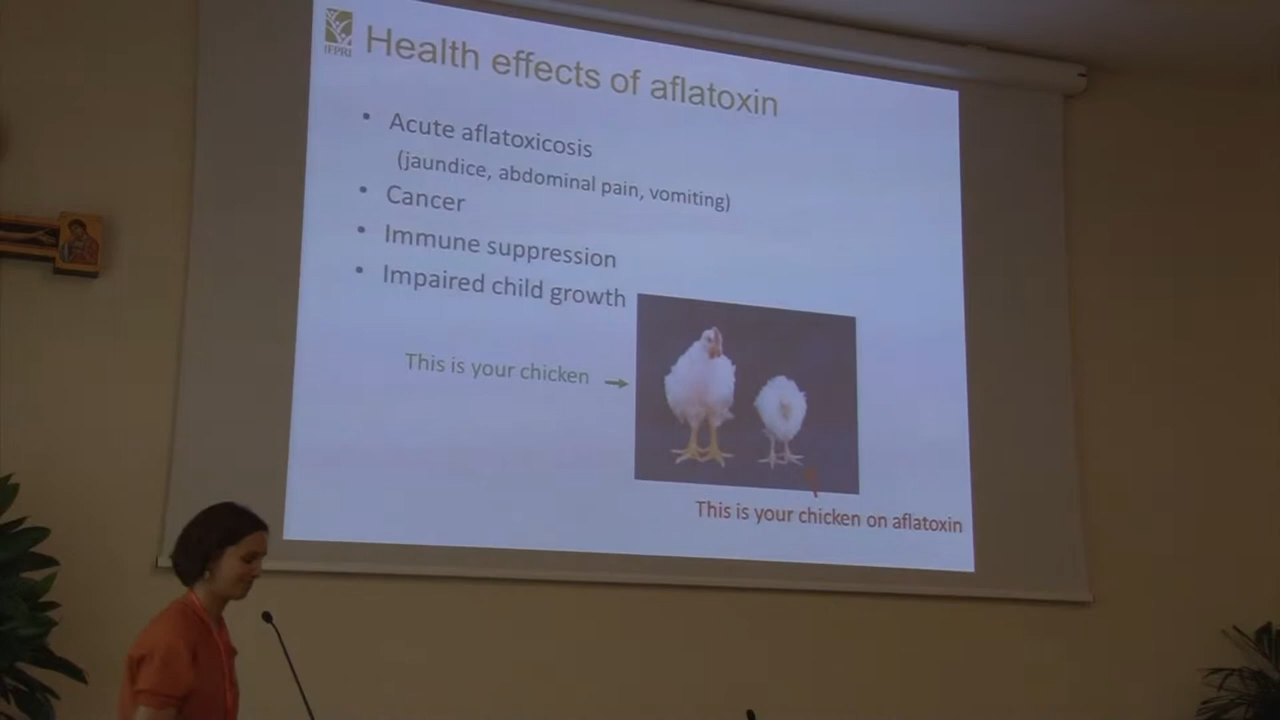 IFPRI
Health effects of aflatoxin
• Acute aflatoxicosis
(jaundice, abdominal pain, vomiting)
• Cancer
• Immune suppression
• Impaired child growth
This is your chicken
This is your chicken on aflatoxin